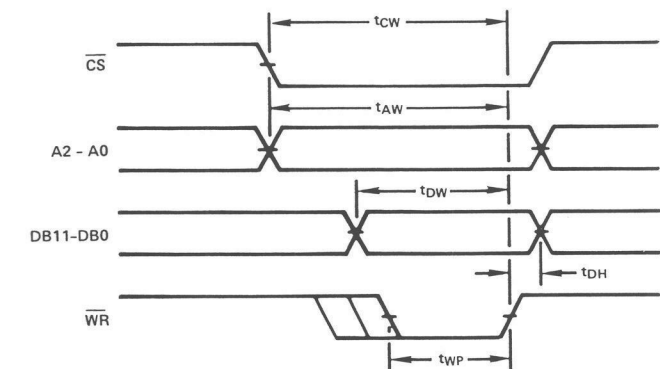 tCW
CS
tAW
A2 - A0
tDW
DB11-DB0
tDH
WR
tWP